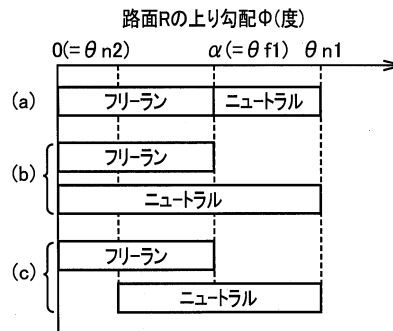 路面Rの上り勾配Φ(度)
0(=θn2) α(=θf1) θn1
(a) フリーラン ニュートラル
(b) フリーラン
ニュートラル
(c) フリーラン
ニュートラル